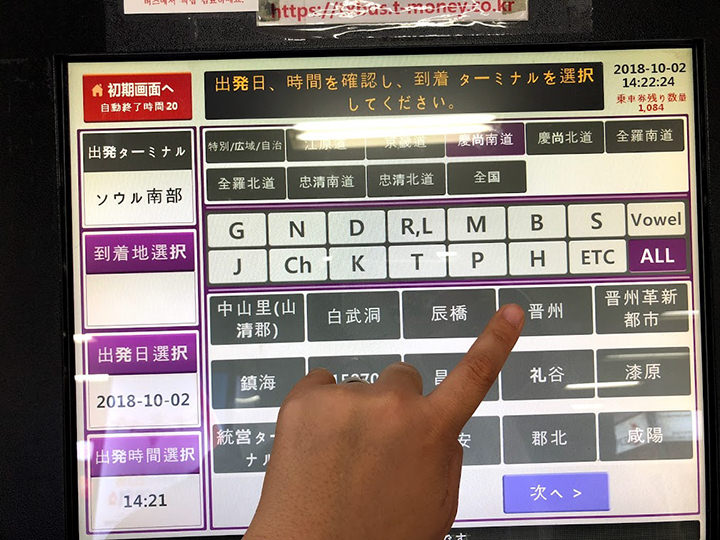 https://txbus.t-money.co.kr
初期画面へ
自動終了時間20
出発日、時間を確認し、到着 ターミナルを選択
してください。
2018-10-02
14:22:24
乗車券残り数量
1,084
出発ターミナル
ソウル南部
特別/広域/自治
江原道
京畿道
慶尚南道
慶尚北道
全羅南道
全羅北道
忠清南道
忠清北道
全国
到着地選択
G
N
D
R,L
M
B
S
Vowel
J
Ch
K
T
P
H
ETC
ALL
中山里(山
清郡)
白武洞
辰橋
晋州
晋州革新
都市
出発日選択
2018-10-02
鎮海
礼谷
漆原
統営ター
ル
安
郡北
咸陽
出発時間選択
14:21
次へ >
です